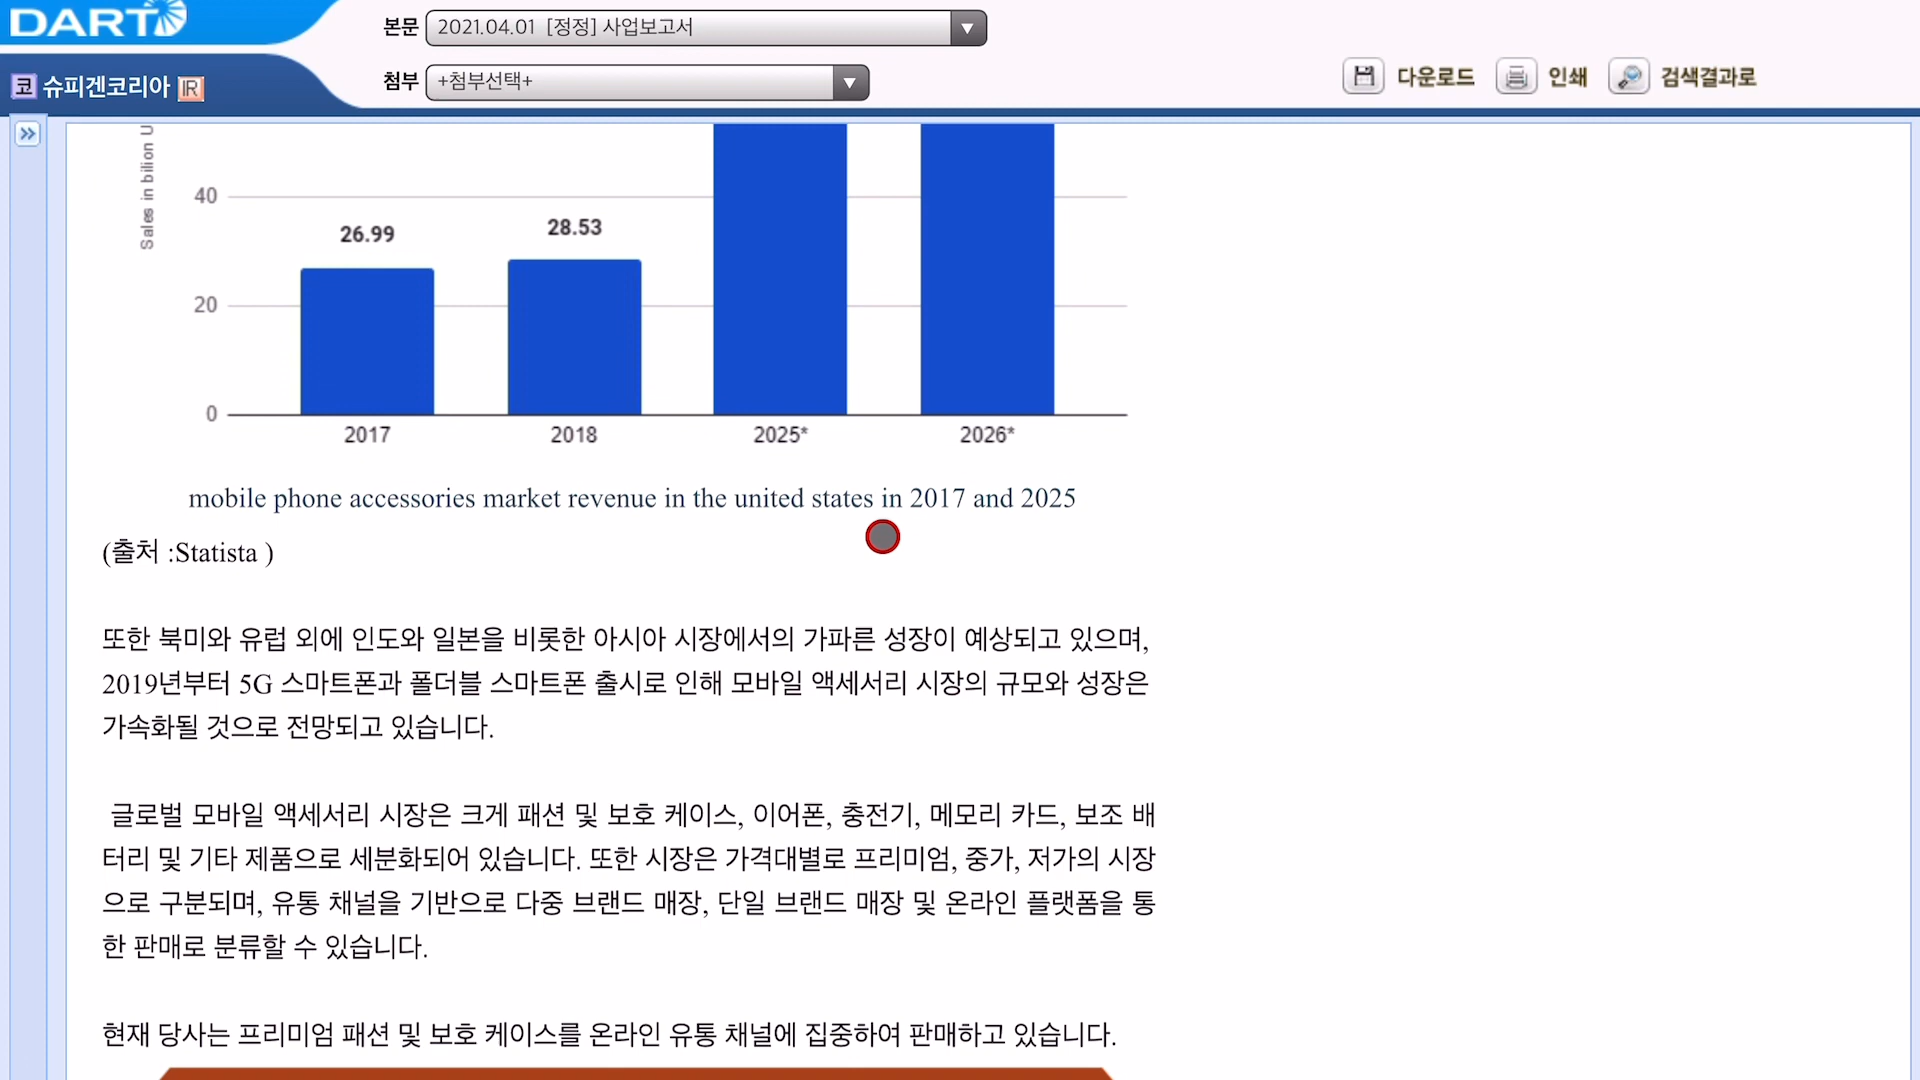 DART
본문 2021.04.01 [정정] 사업보고서
코 슈피겐코리아 IR
첨부 +첨부선택+
다운로드 인쇄 검색결과로
Sales in bilion U
40
26.99
28.53
20
0
2017 2018 2025* 2026*
mobile phone accessories market revenue in the united states in 2017 and 2025
(출처 :Statista )
또한 북미와 유럽 외에 인도와 일본을 비롯한 아시아 시장에서의 가파른 성장이 예상되고 있으며,
2019년부터 5G 스마트폰과 폴더블 스마트폰 출시로 인해 모바일 액세서리 시장의 규모와 성장은
가속화될 것으로 전망되고 있습니다.
글로벌 모바일 액세서리 시장은 크게 패션 및 보호 케이스, 이어폰, 충전기, 메모리 카드, 보조 배
터리 및 기타 제품으로 세분화되어 있습니다. 또한 시장은 가격대별로 프리미엄, 중가, 저가의 시장
으로 구분되며, 유통 채널을 기반으로 다중 브랜드 매장, 단일 브랜드 매장 및 온라인 플랫폼을 통
한 판매로 분류할 수 있습니다.
현재 당사는 프리미엄 패션 및 보호 케이스를 온라인 유통 채널에 집중하여 판매하고 있습니다.